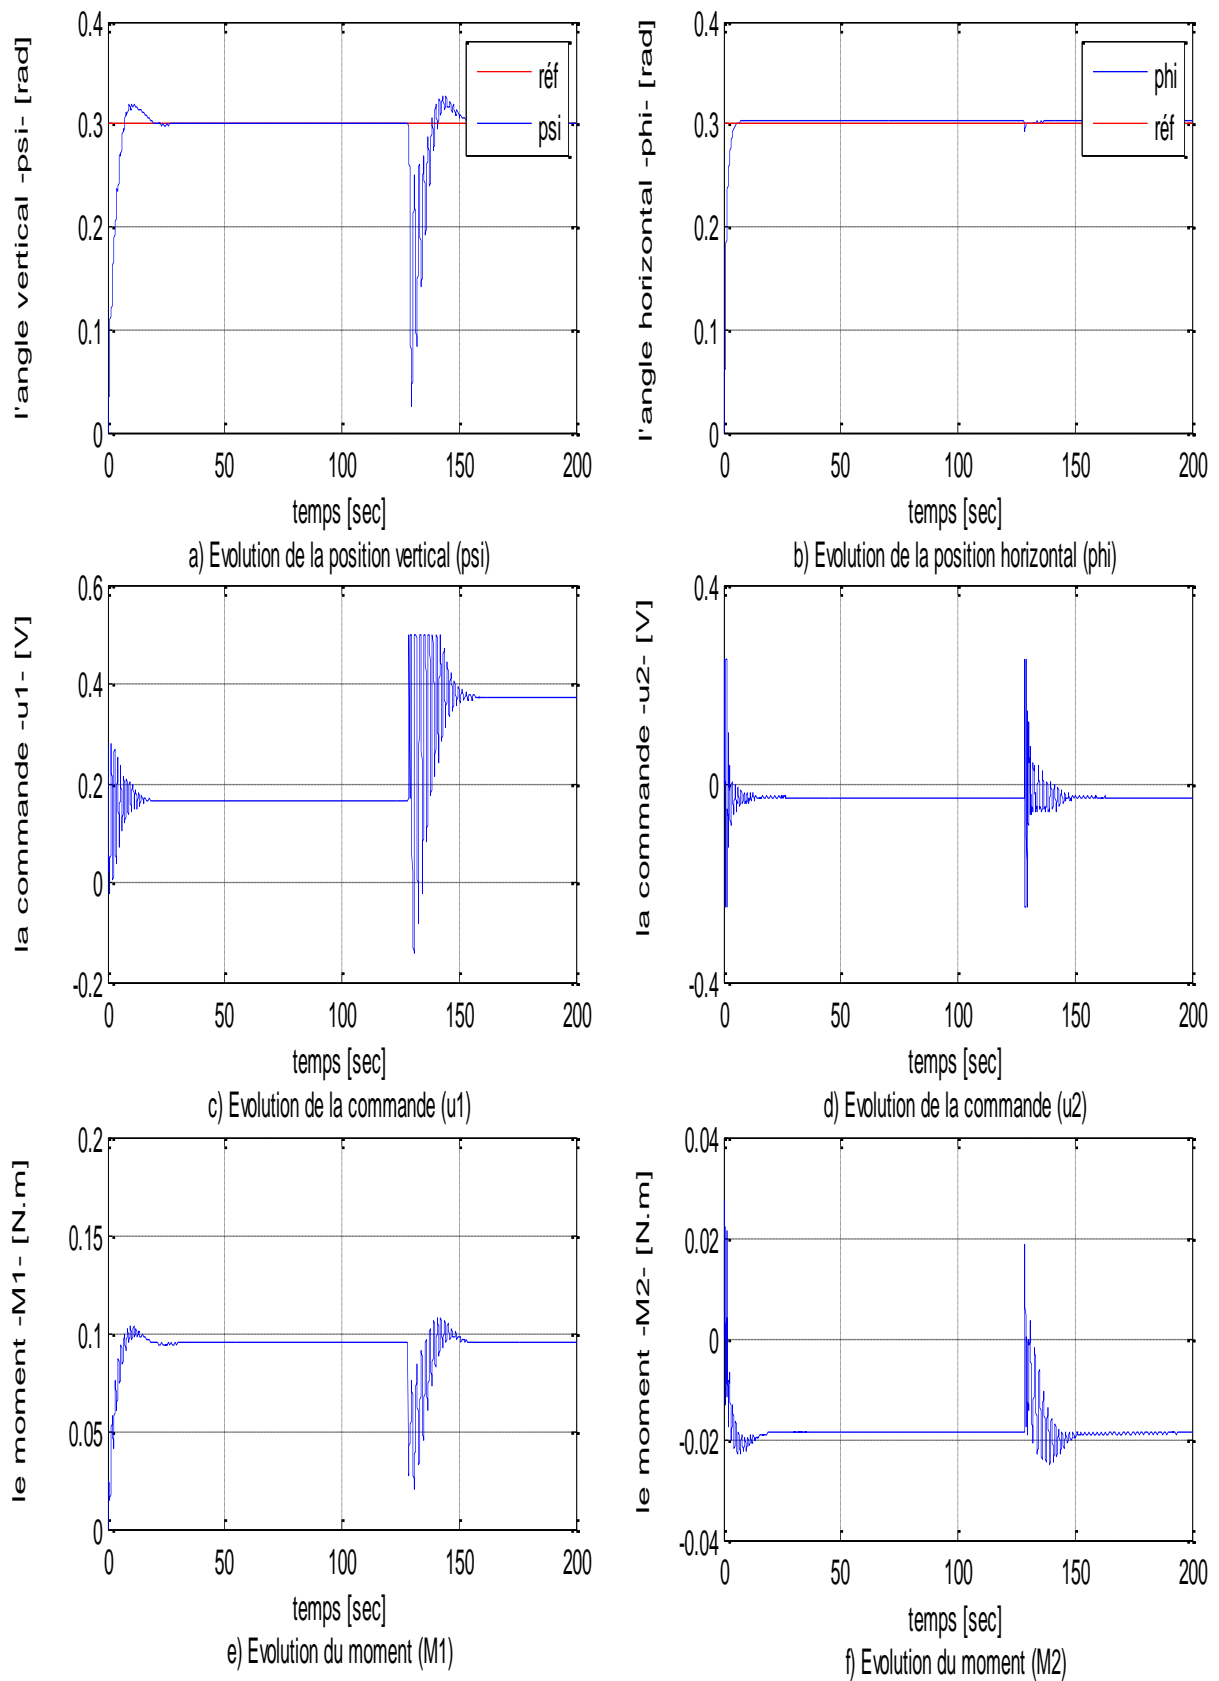 l'angle vertical -psi- [rad]
0.4
0.3
0.2
0.1
0
réf
psi
0 50 100 150 200
temps [sec]
a) Evolution de la position vertical (psi)
l'angle horizontal -phi- [rad]
0.4
0.3
0.2
0.1
0
phi
réf
0 50 100 150 200
temps [sec]
b) Evolution de la position horizontal (phi)
la commande -u1- [V]
0.6
0.4
0.2
0
-0.2
0 50 100 150 200
temps [sec]
c) Evolution de la commande (u1)
la commande -u2- [V]
0.4
0
-0.4
0 50 100 150 200
temps [sec]
d) Evolution de la commande (u2)
le moment -M1- [N.m]
0.2
0.15
0.1
0.05
0
0 50 100 150 200
temps [sec]
e) Evolution du moment (M1)
le moment -M2- [N.m]
0.04
0.02
0
-0.02
-0.04
0 50 100 150 200
temps [sec]
f) Evolution du moment (M2)